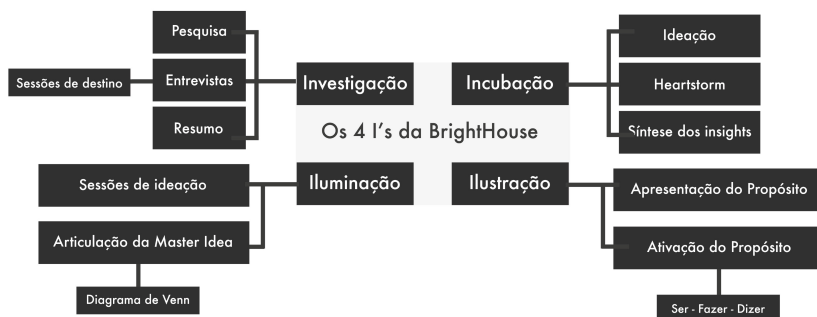 Pesquisa
Entrevistas
Sessões de destino
Resumo
Investigação
Incubação
Ideação
Heartstorm
Síntese dos insights
Os 4 I's da BrightHouse
Iluminação
Ilustração
Sessões de ideação
Articulação da Master Idea
Diagrama de Venn
Apresentação do Propósito
Ativação do Propósito
Ser - Fazer - Dizer